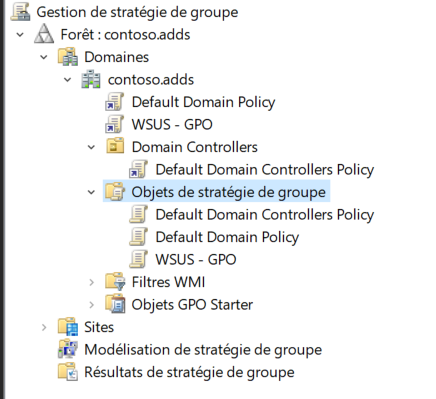 Gestion de stratégie de groupe
Forêt : contoso.adds
Domaines
contoso.adds
Default Domain Policy
WSUS - GPO
Domain Controllers
Default Domain Controllers Policy
Objets de stratégie de groupe
Default Domain Controllers Policy
Default Domain Policy
WSUS - GPO
Filtres WMI
Objets GPO Starter
Sites
Modélisation de stratégie de groupe
Résultats de stratégie de groupe